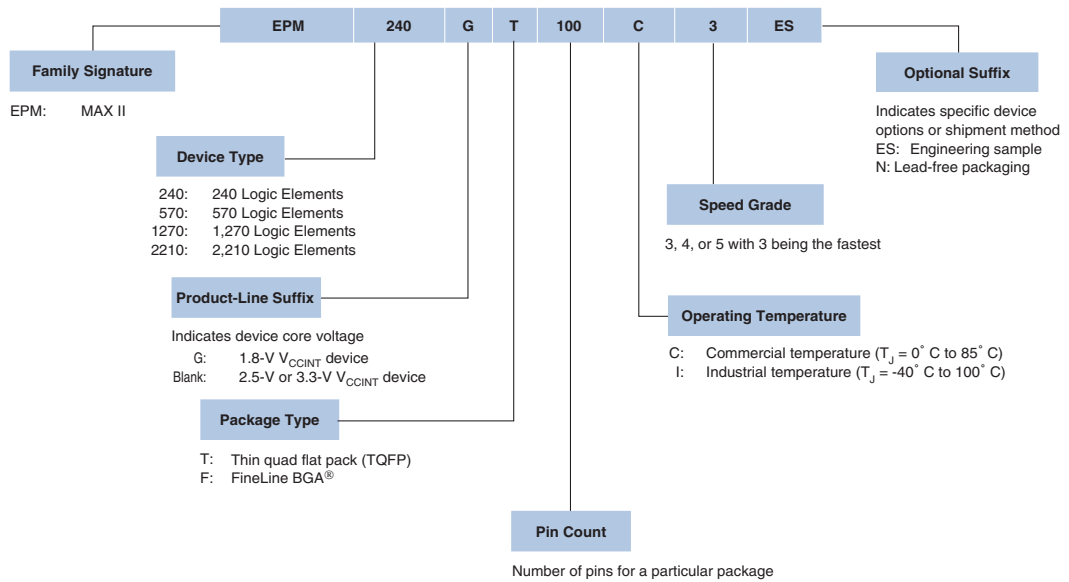 EPM 240 G T 100 C 3 ES
Family Signature
EPM: MAX II
Optional Suffix
Indicates specific device
options or shipment method
ES: Engineering sample
N: Lead-free packaging
Device Type
240: 240 Logic Elements
570: 570 Logic Elements
1270: 1,270 Logic Elements
2210: 2,210 Logic Elements
Speed Grade
3, 4, or 5 with 3 being the fastest
Product-Line Suffix
Indicates device core voltage
G: 1.8-V VCCINT device
Blank: 2.5-V or 3.3-V VCCINT device
Operating Temperature
C: Commercial temperature (TJ = 0° C to 85° C)
I: Industrial temperature (TJ = -40° C to 100° C)
Package Type
T: Thin quad flat pack (TQFP)
F: FineLine BGA®
Pin Count
Number of pins for a particular package